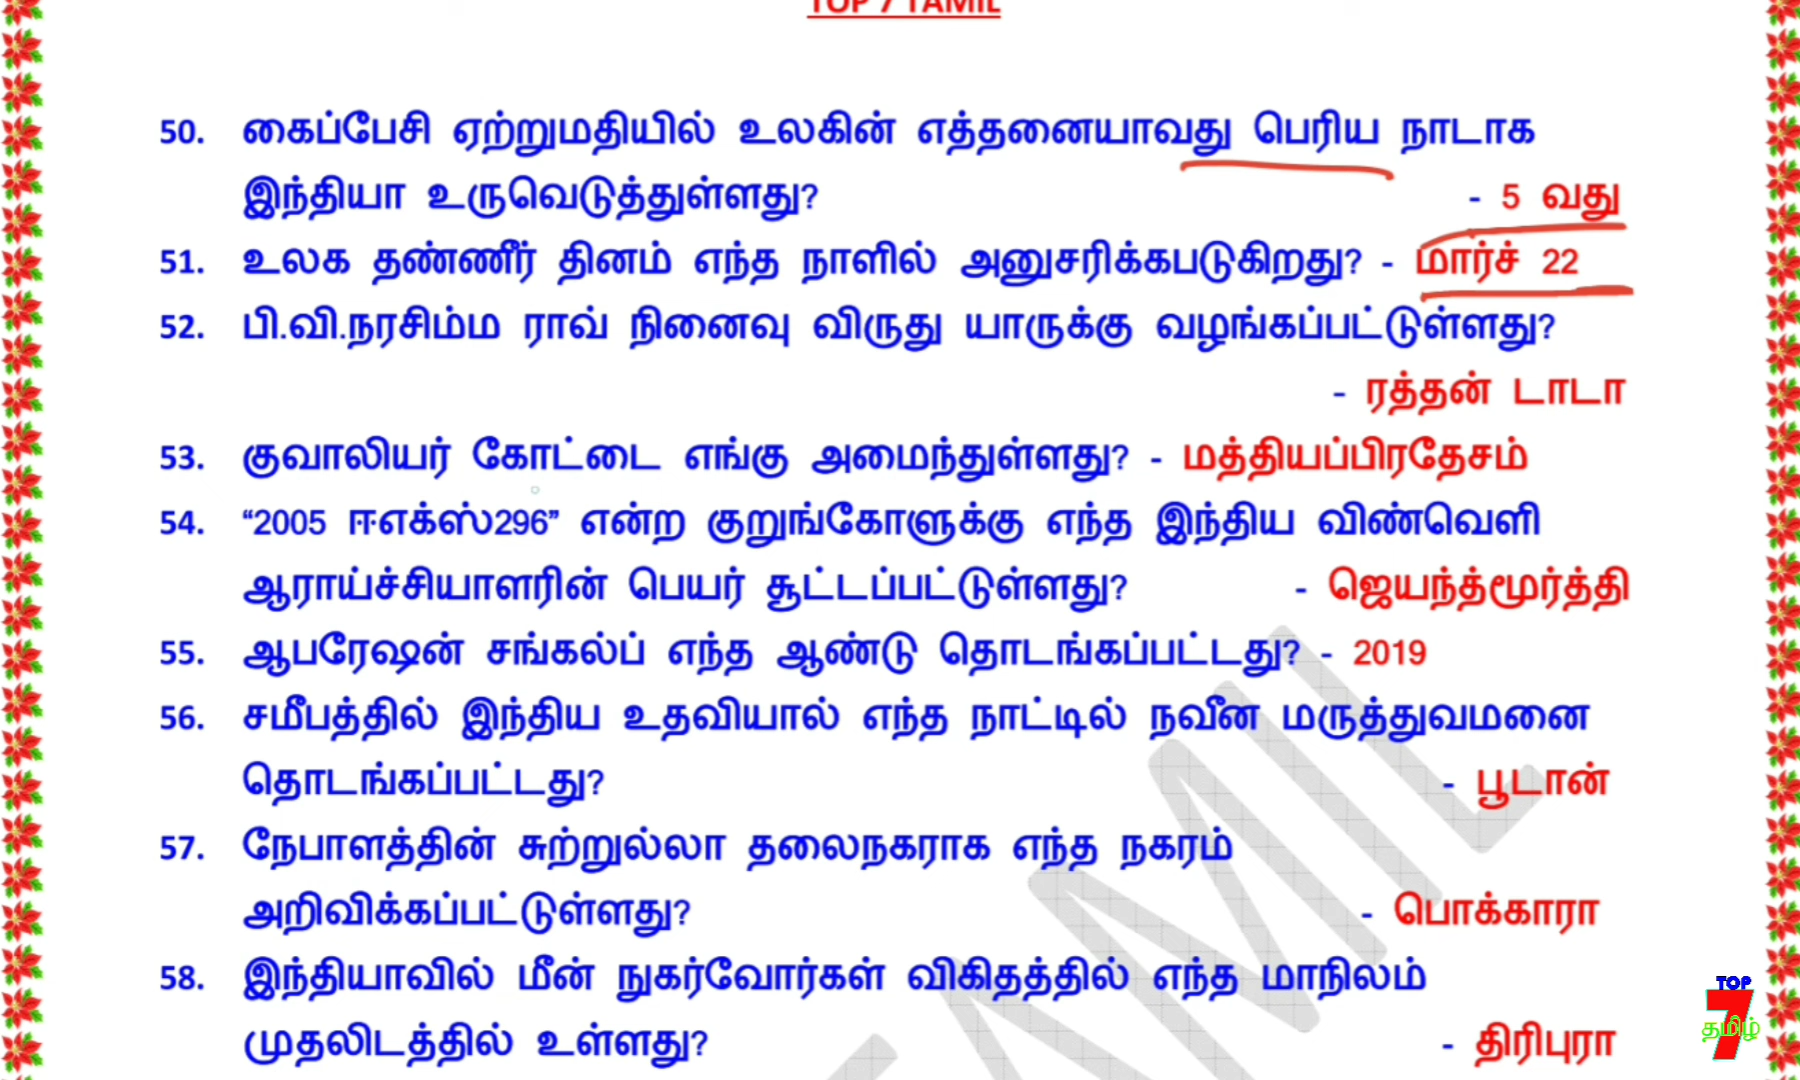 TOP 7 TAMIL
50. கைப்பேசி ஏற்றுமதியில் உலகின் எத்தனையாவது பெரிய நாடாக
இந்தியா உருவெடுத்துள்ளது? - 5 வது
51. உலக தண்ணீர் தினம் எந்த நாளில் அனுசரிக்கபடுகிறது? - மார்ச் 22
52. பி.வி.நரசிம்ம ராவ் நினைவு விருது யாருக்கு வழங்கப்பட்டுள்ளது?
- ரத்தன் டாடா
53. குவாலியர் கோட்டை எங்கு அமைந்துள்ளது? - மத்தியப்பிரதேசம்
54. “2005 ஈஎக்ஸ்296” என்ற குறுங்கோளுக்கு எந்த இந்திய விண்வெளி
ஆராய்ச்சியாளரின் பெயர் சூட்டப்பட்டுள்ளது? - ஜெயந்த்மூர்த்தி
55. ஆபரேஷன் சங்கல்ப் எந்த ஆண்டு தொடங்கப்பட்டது? - 2019
56. சமீபத்தில் இந்திய உதவியால் எந்த நாட்டில் நவீன மருத்துவமனை
தொடங்கப்பட்டது? - பூடான்
57. நேபாளத்தின் சுற்றுல்லா தலைநகராக எந்த நகரம்
அறிவிக்கப்பட்டுள்ளது? - பொக்காரா
58. இந்தியாவில் மீன் நுகர்வோர்கள் விகிதத்தில் எந்த மாநிலம்
முதலிடத்தில் உள்ளது? - திரிபுரா
TAMIL
TOP
7
தமிழ்